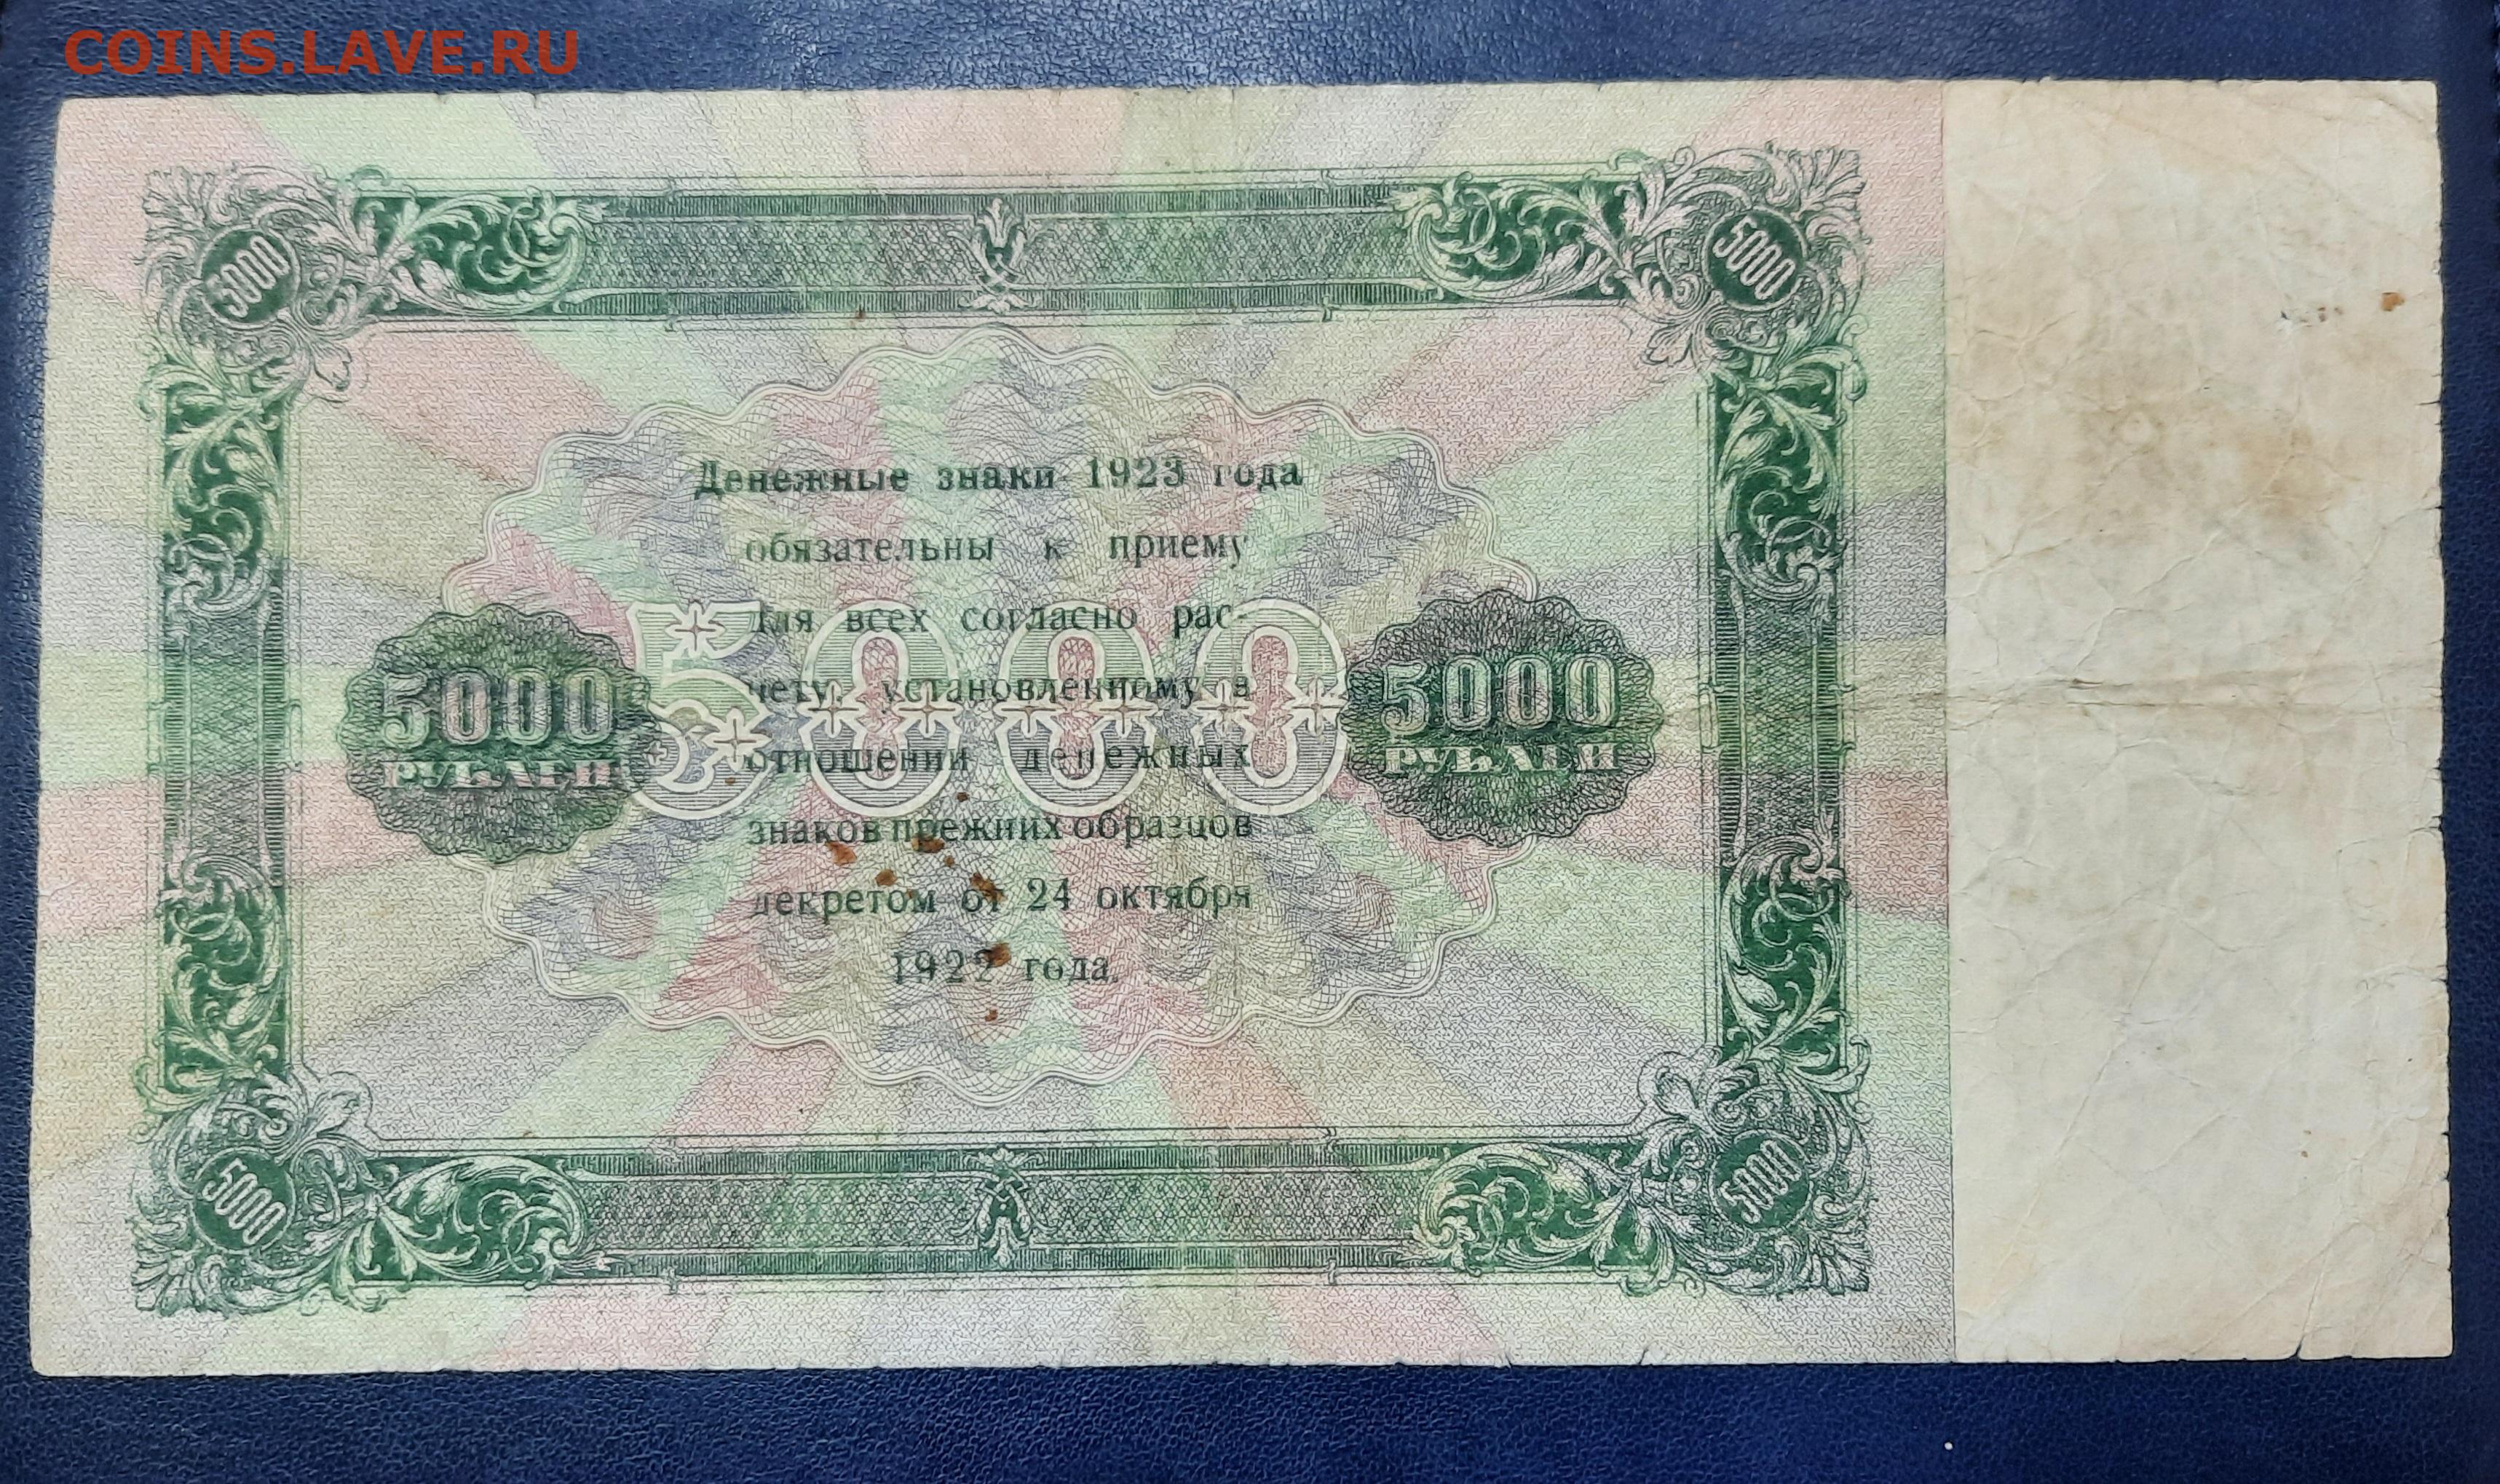 COINS.LAVE.RU
5000 5000
Денежные знаки 1923 года
обязательны к приему
для всех согласно рас-
чету установленному в
5000
5000 РУБЛЕЙ
5000 РУБЛЕЙ
отношении денежных
знаков прежних образцов
декретом от 24 октября
1922 года.
5000 5000